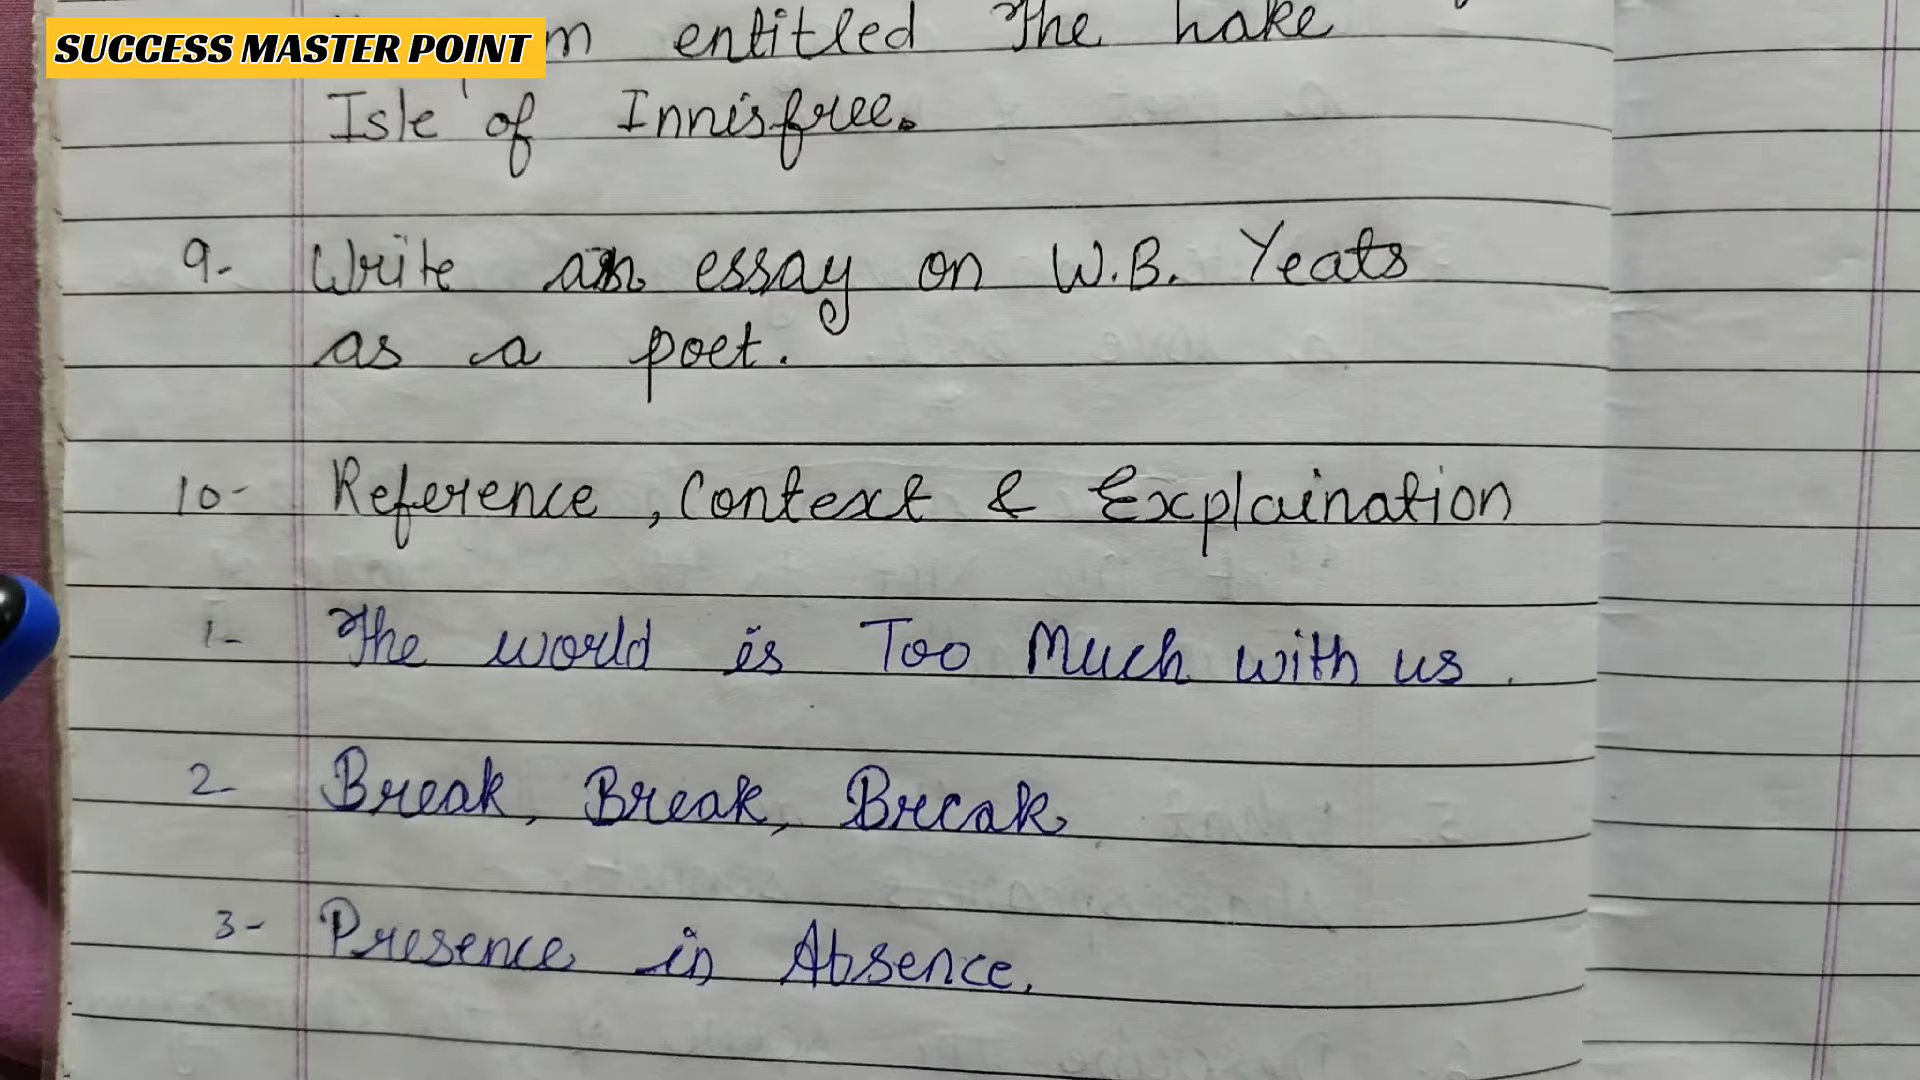 SUCCESS MASTER POINT
m entitled The Lake
Isle of Innisfree.
9- Write an essay on W.B. Yeats
as a poet.
10- Reference, Context & Explaination
1- The world is Too Much with us.
2- Break, Break, Break
3- Presence in Absence.